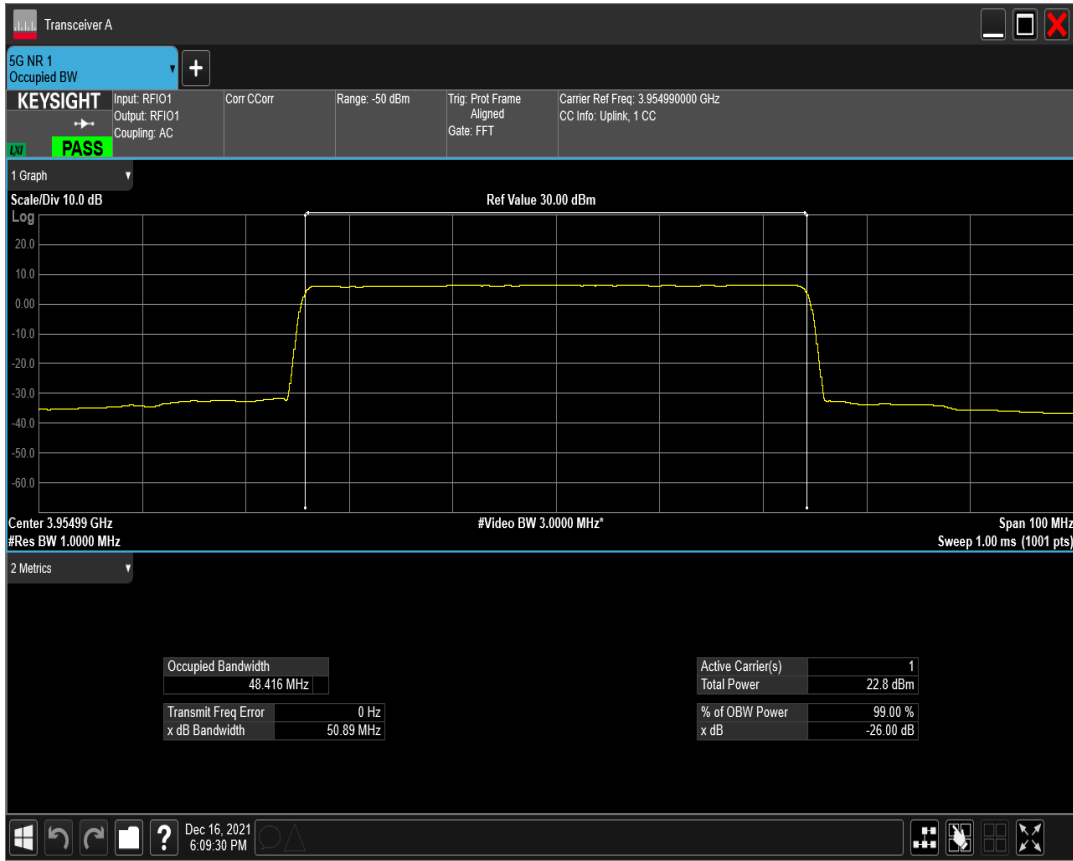 Transceiver A
5G NR 1
Occupied BW
KEYSIGHT
LXI
PASS
Input: RFIO1
Output: RFIO1
Coupling: AC
Corr CCorr
Range: -50 dBm
Trig: Prot Frame
Aligned
Gate: FFT
Carrier Ref Freq: 3.954990000 GHz
CC Info: Uplink, 1 CC
1 Graph
Scale/Div 10.0 dB
Ref Value 30.00 dBm
Log
20.0
10.0
0.00
-10.0
-20.0
-30.0
-40.0
-50.0
-60.0
Center 3.95499 GHz
#Video BW 3.0000 MHz*
Span 100 MHz
#Res BW 1.0000 MHz
Sweep 1.00 ms (1001 pts)
2 Metrics
Occupied Bandwidth
48.416 MHz
Transmit Freq Error 0 Hz
x dB Bandwidth 50.89 MHz
Active Carrier(s) 1
Total Power 22.8 dBm
% of OBW Power 99.00 %
x dB -26.00 dB
?
Dec 16, 2021
6:09:30 PM